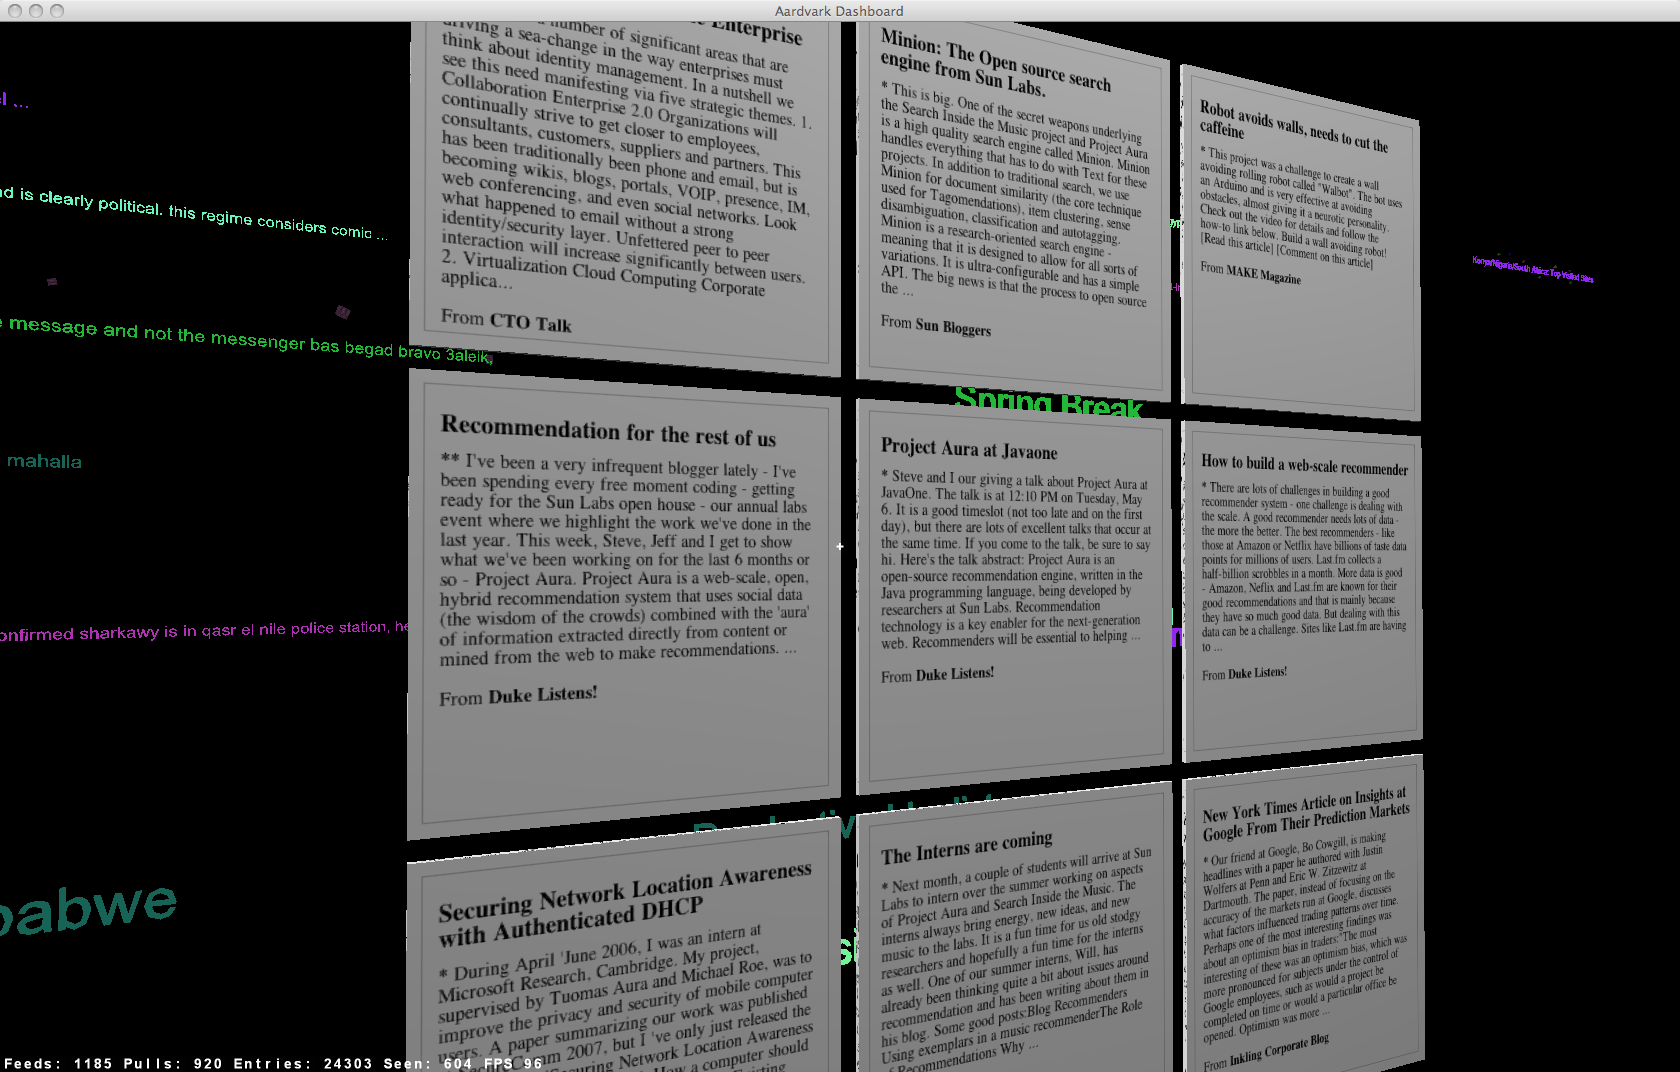 Aardvark Dashboard
Enterprise
driving a sea-change in the way enterprises must
think about identity management. In a nutshell we
see this need manifesting via five strategic themes. 1.
Collaboration Enterprise 2.0 Organizations will
continually strive to get closer to employees,
consultants, customers, suppliers and partners. This
has been traditionally been phone and email, but is
becoming wikis, blogs, portals, VOIP, presence, IM,
web conferencing, and even social networks. Look
what happened to email without a strong
identity/security layer. Unfettered peer to peer
interaction will increase significantly between users.
2. Virtualization Cloud Computing Corporate
applica...
From CTO Talk
Minion: The Open source search
engine from Sun Labs.
* This is big. One of the secret weapons underlying
the Search Inside the Music project and Project Aura
is a high quality search engine called Minion. Minion
handles everything that has to do with Text for these
projects. In addition to traditional search, we use
Minion for document similarity (the core technique
used for Tagomendations), item clustering, sense
disambiguation, classification and autotagging.
Minion is a research-oriented search engine -
meaning that it is designed to allow for all sorts of
variations. It is ultra-configurable and has a simple
API. The big news is that the process to open source
the ...
From Sun Bloggers
Robot avoids walls, needs to cut the
caffeine
* This project was a challenge to create a wall
avoiding rolling robot called "Walbot". The bot uses
an Arduino and is very effective at avoiding
obstacles, almost giving it a neurotic personality.
Check out the video for details and follow the
how-to link below. Build a wall avoiding robot!
[Read this article] [Comment on this article]
From MAKE Magazine
Kenya/Nigeria/South Africa: Top Visited Sites
is clearly political. this regime considers comic ...
message and not the messenger bas begad bravo 3aleik,
Spring Break
mahalla
Recommendation for the rest of us
** I've been a very infrequent blogger lately - I've
been spending every free moment coding - getting
ready for the Sun Labs open house - our annual labs
event where we highlight the work we've done in the
last year. This week, Steve, Jeff and I get to show
what we've been working on for the last 6 months or
so - Project Aura. Project Aura is a web-scale, open,
hybrid recommendation system that uses social data
(the wisdom of the crowds) combined with the 'aura'
of information extracted directly from content or
mined from the web to make recommendations. ...
From Duke Listens!
Project Aura at Javaone
* Steve and I our giving a talk about Project Aura at
JavaOne. The talk is at 12:10 PM on Tuesday, May
6. It is a good timeslot (not too late and on the first
day), but there are lots of excellent talks that occur at
the same time. If you come to the talk, be sure to say
hi. Here's the talk abstract: Project Aura is an
open-source recommendation engine, written in the
Java programming language, being developed by
researchers at Sun Labs. Recommendation
technology is a key enabler for the next-generation
web. Recommenders will be essential to helping ...
From Duke Listens!
How to build a web-scale recommender
* There are lots of challenges in building a good
recommender system - one challenge is dealing with
the scale. A good recommender needs lots of data -
the more the better. The best recommenders - like
those at Amazon or Netflix have billions of taste data
points for millions of users. Last.fm collects a
half-billion scrobbles in a month. More data is good
- Amazon, Neflix and Last.fm are known for their
good recommendations and that is mainly because
they have so much good data. But dealing with this
data can be a challenge. Sites like Last.fm are having
to ...
From Duke Listens!
onfirmed sharkawy is in qasr el nile police station, he
babwe
Securing Network Location Awareness
with Authenticated DHCP
* During April 'June 2006, I was an intern at
Microsoft Research, Cambridge. My project,
supervised by Tuomas Aura and Michael Roe, was to
improve the privacy and security of mobile computer
users. A paper summarizing our work was published
2007, but I 've only just released the
Securing Network Location Awareness
How a computer should
The Interns are coming
* Next month, a couple of students will arrive at Sun
Labs to intern over the summer working on aspects
of Project Aura and Search Inside the Music. The
interns always bring energy, new ideas, and new
music to the labs. It is a fun time for us old stodgy
researchers and hopefully a fun time for the interns
as well. One of our summer interns, Will, has
already been thinking quite a bit about issues around
recommendation and has been writing about them in
his blog. Some good posts:Blog Recommenders
Using exemplars in a music recommenderThe Role
of Recommendations Why ...
New York Times Article on Insights at
Google From Their Prediction Markets
* Our friend at Google, Bo Cowgill, is making
headlines with a paper he authored with Justin
Wolfers at Penn and Eric W. Zitzewitz at
Dartmouth. The paper, instead of focusing on the
accuracy of the markets run at Google, discusses
what factors influenced trading patterns over time.
Perhaps one of the most interesting findings was
about an optimism bias in traders:"The most
interesting of these was an optimism bias, which was
more pronounced for subjects under the control of
Google employees, such as would a project be
completed on time or would a particular office be
opened. Optimism was more ...
From Inkling Corporate Blog
Feeds: 1185 Pulls: 920 Entries: 24303 Seen: 604 FPS 96